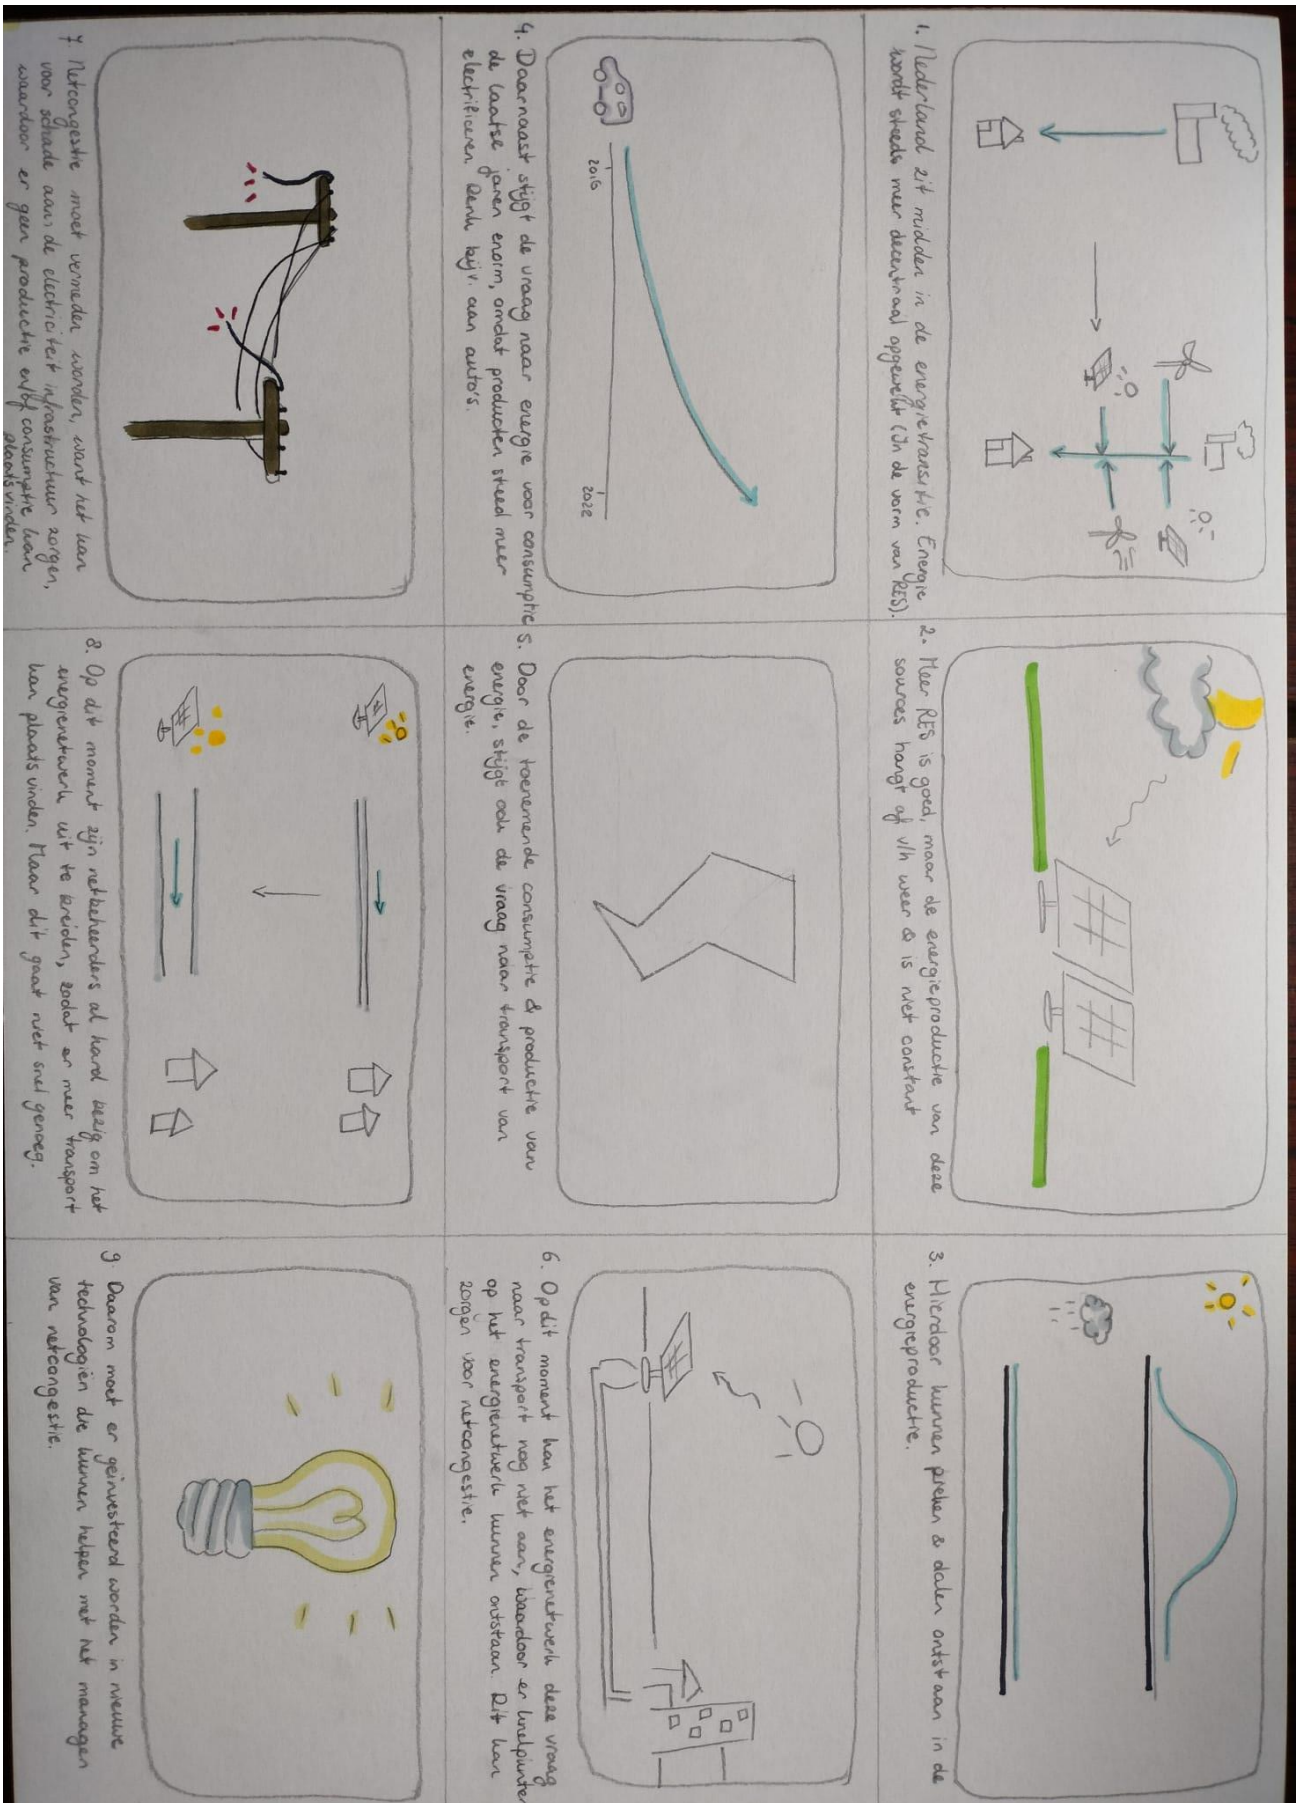 1. Nederland zit midden in de energietransitie. Energie
wordt steeds meer decentraal opgewekt (in de vorm van RES).
2. Meer RES is goed, maar de energieproductie van deze
sources hangt af v/h weer & is niet constant
3. Hierdoor kunnen pieken & dalen ontstaan in de
energieproductie.
2016
2022
4. Daarnaast stijgt de vraag naar energie voor consumptie
de laatse jaren enorm, omdat producten steed meer
electrificeren. Denk bijv. aan auto's.
5. Door de toenemende consumptie & productie van
energie, stijgt ook de vraag naar transport van
energie.
6. Op dit moment kan het energienetwerk deze vraag
naar transport nog niet aan, waardoor er knelpunten
op het energienetwerk kunnen ontstaan. Dit kan
zorgen voor netcongestie.
7 Netcongestie moet vermeden worden, want het kan
voor schade aan de electriciteit infrastructuur zorgen,
waardoor er geen productie en/of consumptie kan
plaatsvinden.
8. Op dit moment zijn netbeheerders al hard bezig om het
energienetwerk uit te breiden, zodat er meer transport
kan plaats vinden. Maar dit gaat niet snel genoeg.
9. Daarom moet er geïnvesteerd worden in nieuwe
technologiën die kunnen helpen met het managen
van netcongestie.